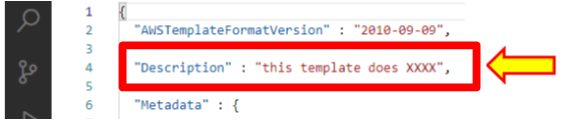 1 {
2 "AWSTemplateFormatVersion" : "2010-09-09",
3
4 "Description" : "this template does XXXX",
5
6 "Metadata" : {